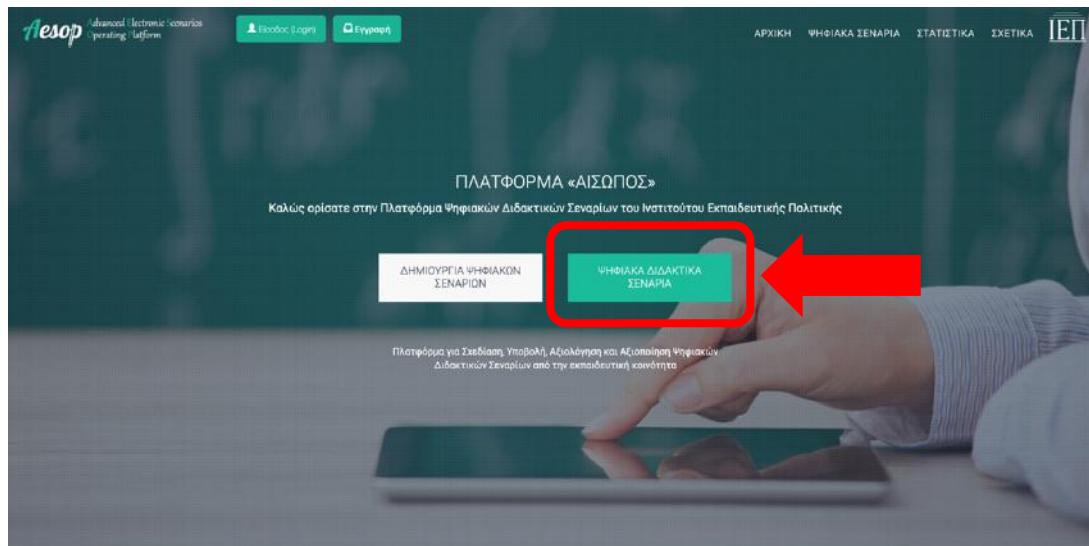 Aesop Advanced Electronic Scenarios
Operating Platform
Είσοδος (Login)
Εγγραφή
ΑΡΧΙΚΗ ΨΗΦΙΑΚΑ ΣΕΝΑΡΙΑ ΣΤΑΤΙΣΤΙΚΑ ΣΧΕΤΙΚΑ ΙΕΠ
ΠΛΑΤΦΟΡΜΑ «ΑΙΣΩΠΟΣ»
Καλώς ορίσατε στην Πλατφόρμα Ψηφιακών Διδακτικών Σεναρίων του Ινστιτούτου Εκπαιδευτικής Πολιτικής
ΔΗΜΙΟΥΡΓΙΑ ΨΗΦΙΑΚΩΝ
ΣΕΝΑΡΙΩΝ
ΨΗΦΙΑΚΑ ΔΙΔΑΚΤΙΚΑ
ΣΕΝΑΡΙΑ
Πλατφόρμα για Σχεδίαση, Υποβολή, Αξιολόγηση και Αξιοποίηση Ψηφιακών
Διδακτικών Σεναρίων από την εκπαιδευτική κοινότητα